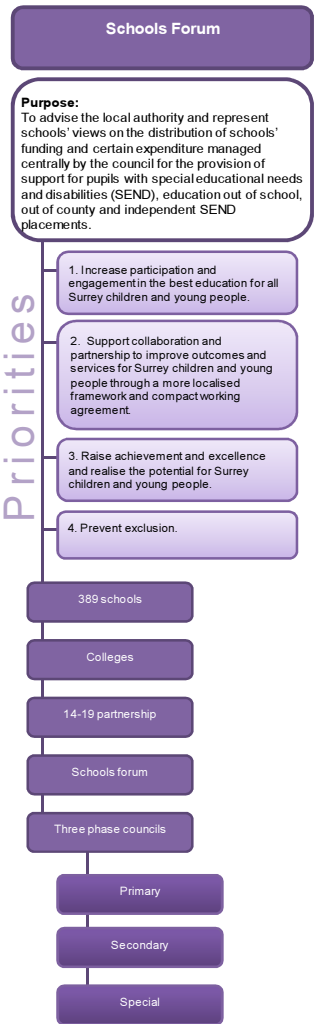 Schools Forum
Purpose:
To advise the local authority and represent
schools' views on the distribution of schools'
funding and certain expenditure managed
centrally by the council for the provision of
support for pupils with special educational needs
and disabilities (SEND), education out of school,
out of county and independent SEND
placements.
Priorities
1. Increase participation and
engagement in the best education for all
Surrey children and young people.
2. Support collaboration and
partnership to improve outcomes and
services for Surrey children and young
people through a more localised
framework and compact working
agreement.
3. Raise achievement and excellence
and realise the potential for Surrey
children and young people.
4. Prevent exclusion.
389 schools
Colleges
14-19 partnership
Schools forum
Three phase councils
Primary
Secondary
Special